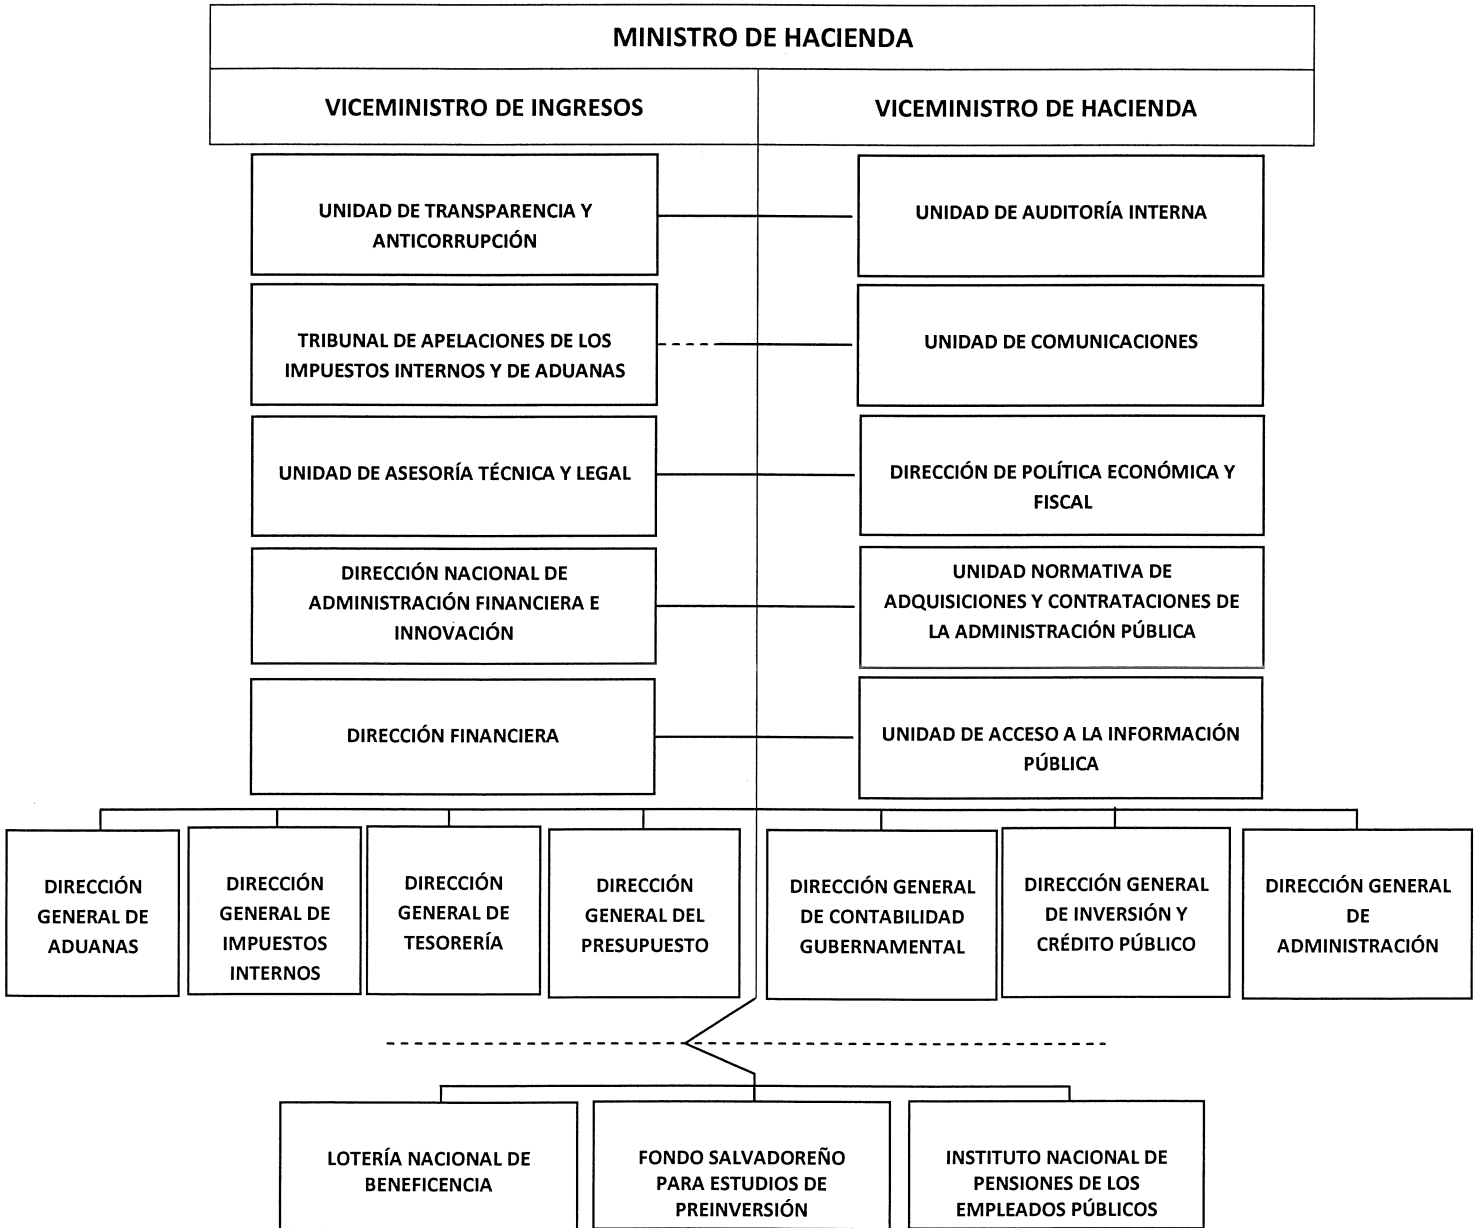 MINISTRO DE HACIENDA
VICEMINISTRO DE INGRESOS
VICEMINISTRO DE HACIENDA
UNIDAD DE TRANSPARENCIA Y
ANTICORRUPCIÓN
UNIDAD DE AUDITORÍA INTERNA
TRIBUNAL DE APELACIONES DE LOS
IMPUESTOS INTERNOS Y DE ADUANAS
UNIDAD DE COMUNICACIONES
UNIDAD DE ASESORÍA TÉCNICA Y LEGAL
DIRECCIÓN DE POLÍTICA ECONÓMICA Y
FISCAL
DIRECCIÓN NACIONAL DE
ADMINISTRACIÓN FINANCIERA E
INNOVACIÓN
UNIDAD NORMATIVA DE
ADQUISICIONES Y CONTRATACIONES DE
LA ADMINISTRACIÓN PÚBLICA
DIRECCIÓN FINANCIERA
UNIDAD DE ACCESO A LA INFORMACIÓN
PÚBLICA
DIRECCIÓN
GENERAL DE
ADUANAS
DIRECCIÓN
GENERAL DE
IMPUESTOS
INTERNOS
DIRECCIÓN
GENERAL DE
TESORERÍA
DIRECCIÓN
GENERAL DEL
PRESUPUESTO
DIRECCIÓN GENERAL
DE CONTABILIDAD
GUBERNAMENTAL
DIRECCIÓN GENERAL
DE INVERSIÓN Y
CRÉDITO PÚBLICO
DIRECCIÓN GENERAL
DE
ADMINISTRACIÓN
LOTERÍA NACIONAL DE
BENEFICENCIA
FONDO SALVADOREÑO
PARA ESTUDIOS DE
PREINVERSIÓN
INSTITUTO NACIONAL DE
PENSIONES DE LOS
EMPLEADOS PÚBLICOS